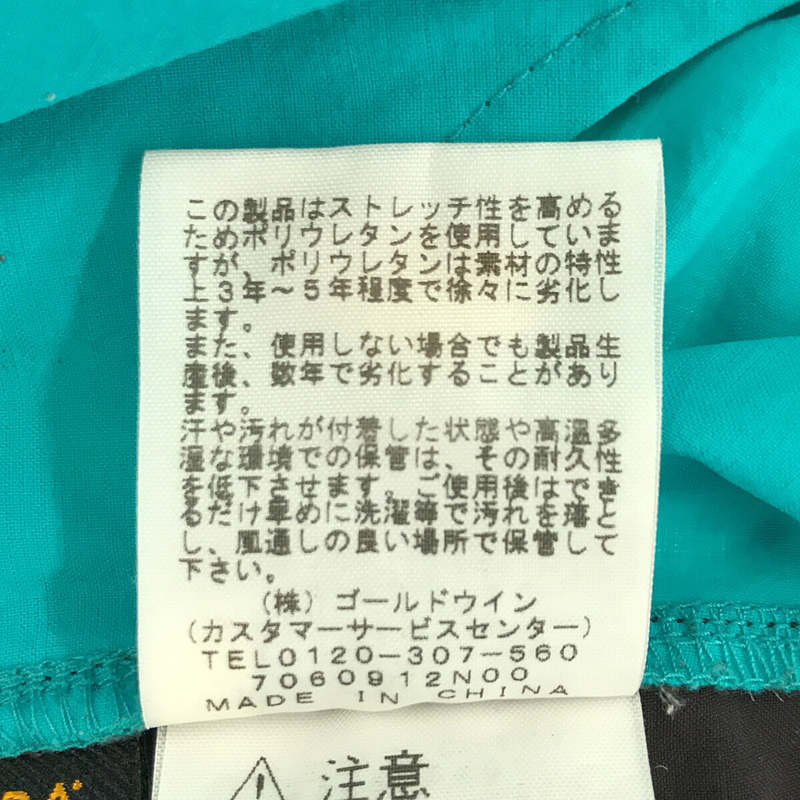 この製品はストレッチ性を高める
ためポリウレタンを使用していま
すが、ポリウレタンは素材の特性
上3年～5年程度で徐々に劣化し
ます。
また、使用しない場合でも製品生
産後、数年で劣化することがあり
ます。
汗や汚れが付着した状態や高温多
湿な環境での保管は、その耐久性
を低下させます。ご使用後はでき
るだけ早めに洗濯等で汚れを落と
し、風通しの良い場所で保管して
下さい。
(株) ゴールドウイン
(カスタマーサービスセンター)
TEL0120-307-560
7060912N00
MADE IN CHINA
注意